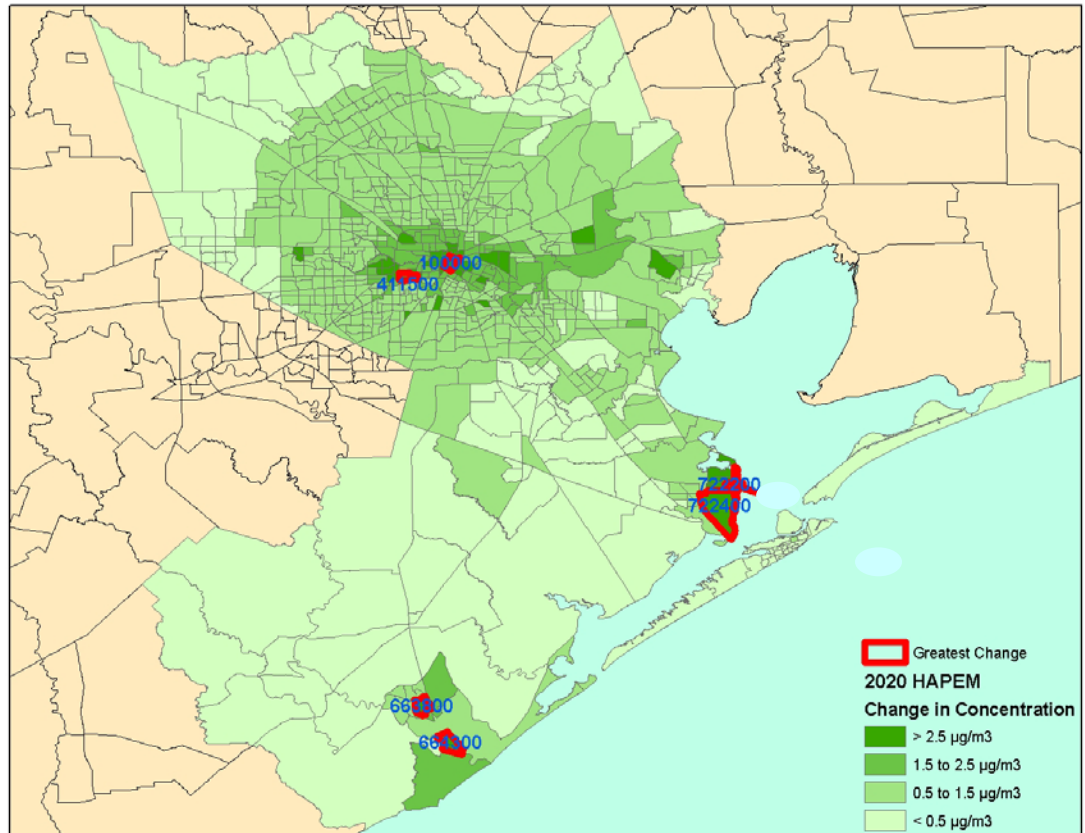 100000
411500
722200
722400
663800
664300
Greatest Change
2020 HAPEM
Change in Concentration
> 2.5 µg/m3
1.5 to 2.5 µg/m3
0.5 to 1.5 µg/m3
< 0.5 µg/m3